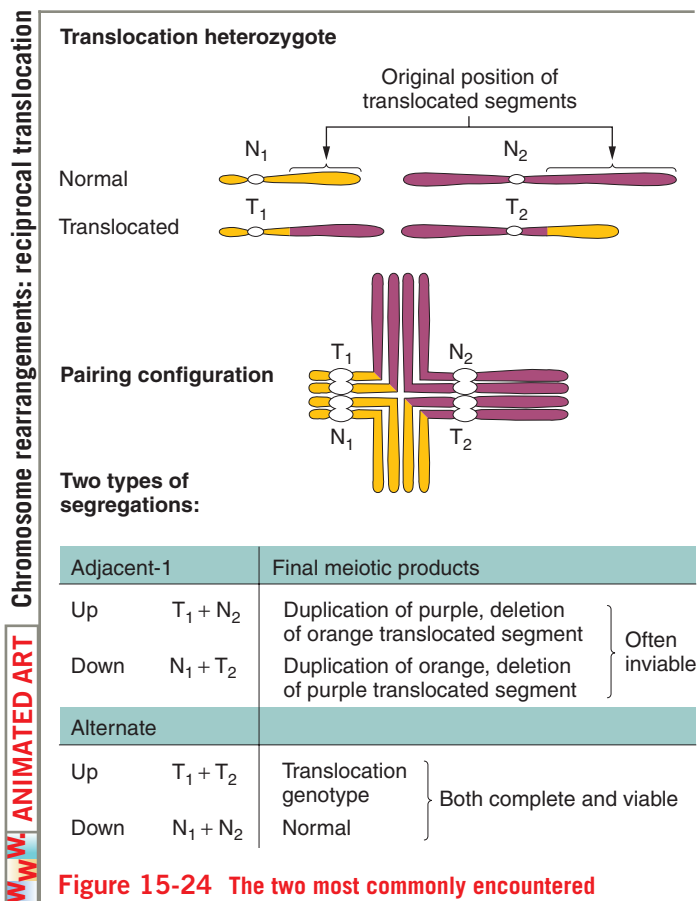 Chromosome rearrangements: reciprocal translocation
WWW. ANIMATED ART
Translocation heterozygote
Original position of
translocated segments
N₁ N₂
Normal
T₁ T₂
Translocated
T₁ N₂
Pairing configuration
N₁ T₂
Two types of
segregations:
Adjacent-1 Final meiotic products
Up T₁ + N₂ Duplication of purple, deletion
of orange translocated segment
Often
inviable
Down N₁ + T₂ Duplication of orange, deletion
of purple translocated segment
Alternate
Up T₁ + T₂ Translocation
genotype
Both complete and viable
Down N₁ + N₂ Normal
Figure 15-24 The two most commonly encountered